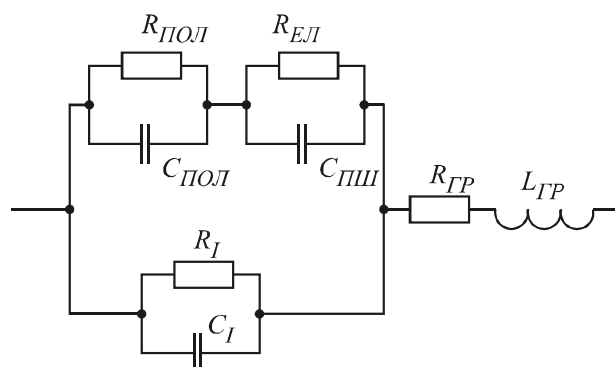 R_ПОЛ
R_ЕЛ
C_ПОЛ
C_ПШ
R_ГР
L_ГР
R_I
C_I